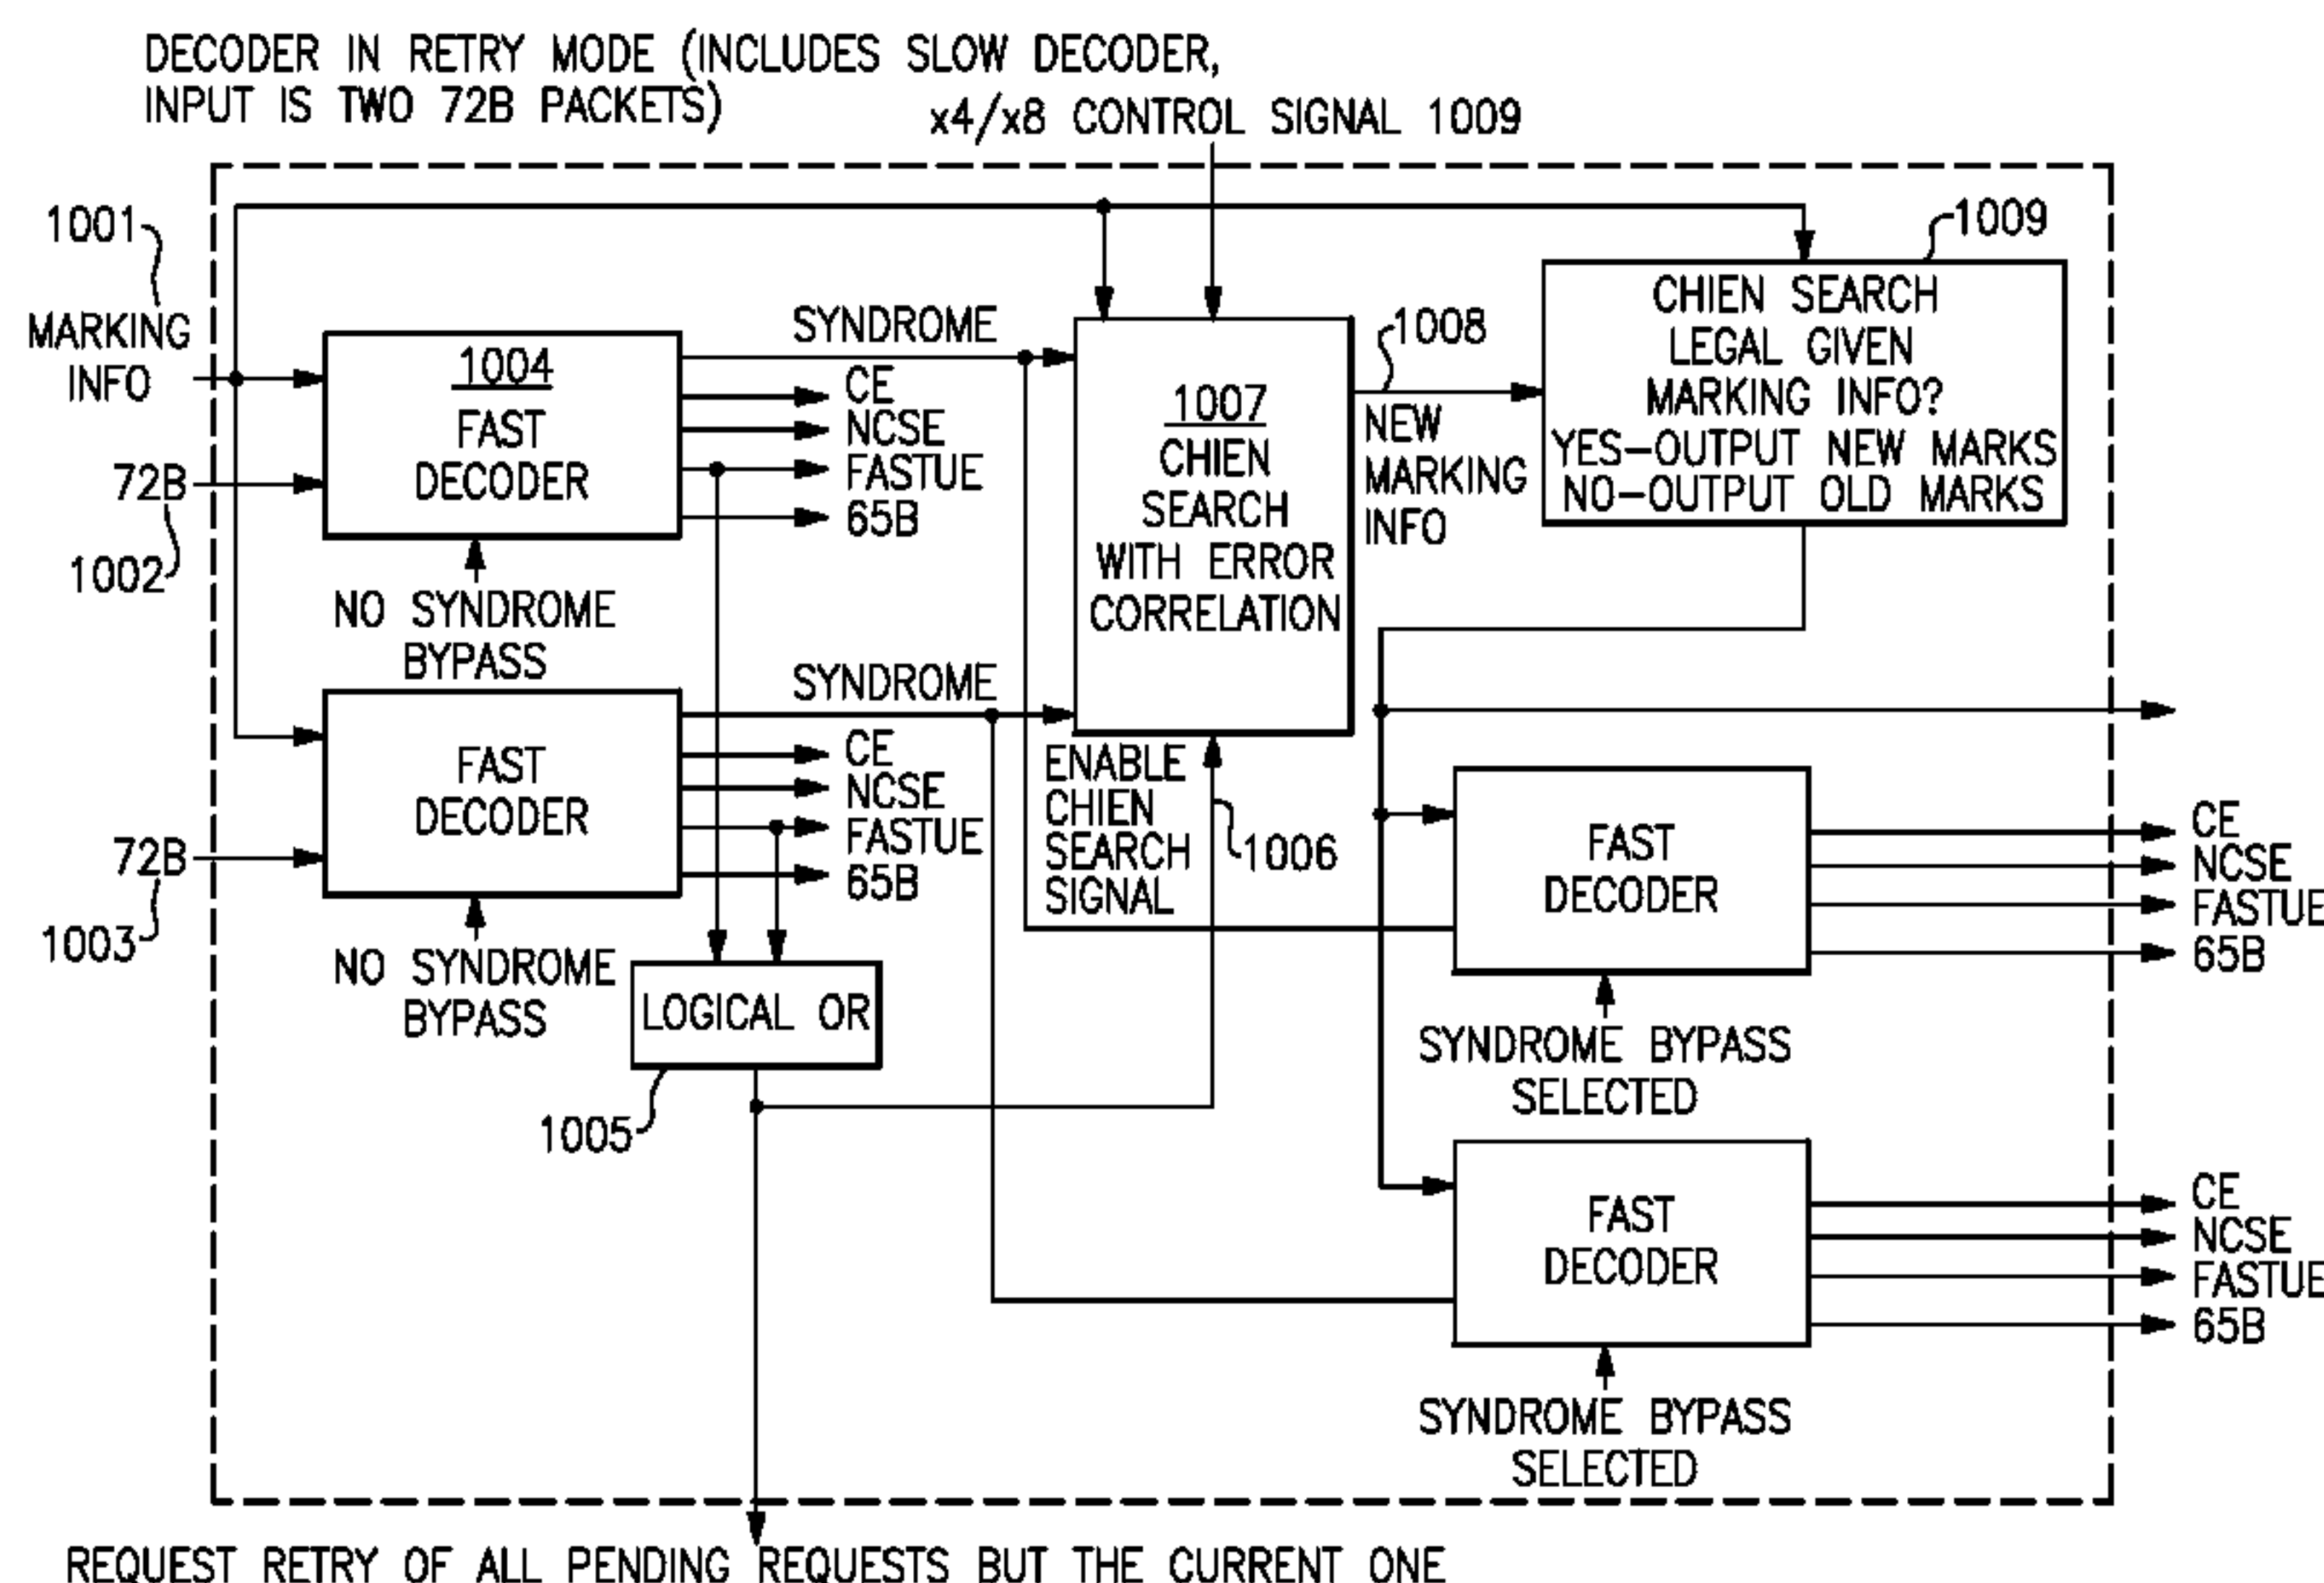 DECODER IN RETRY MODE (INCLUDES SLOW DECODER,
INPUT IS TWO 72B PACKETS)
x4/x8 CONTROL SIGNAL 1009
1001
MARKING
INFO
72B
1002
1004
FAST
DECODER
NO SYNDROME
BYPASS
SYNDROME
CE
NCSE
FASTUE
65B
72B
1003
FAST
DECODER
NO SYNDROME
BYPASS
SYNDROME
CE
NCSE
FASTUE
65B
LOGICAL OR
1005
1007
CHIEN
SEARCH
WITH ERROR
CORRELATION
ENABLE
CHIEN
SEARCH
SIGNAL
1006
1008
NEW
MARKING
INFO
1009
CHIEN SEARCH
LEGAL GIVEN
MARKING INFO?
YES-OUTPUT NEW MARKS
NO-OUTPUT OLD MARKS
FAST
DECODER
SYNDROME BYPASS
SELECTED
CE
NCSE
FASTUE
65B
FAST
DECODER
SYNDROME BYPASS
SELECTED
CE
NCSE
FASTUE
65B
REQUEST RETRY OF ALL PENDING REQUESTS BUT THE CURRENT ONE